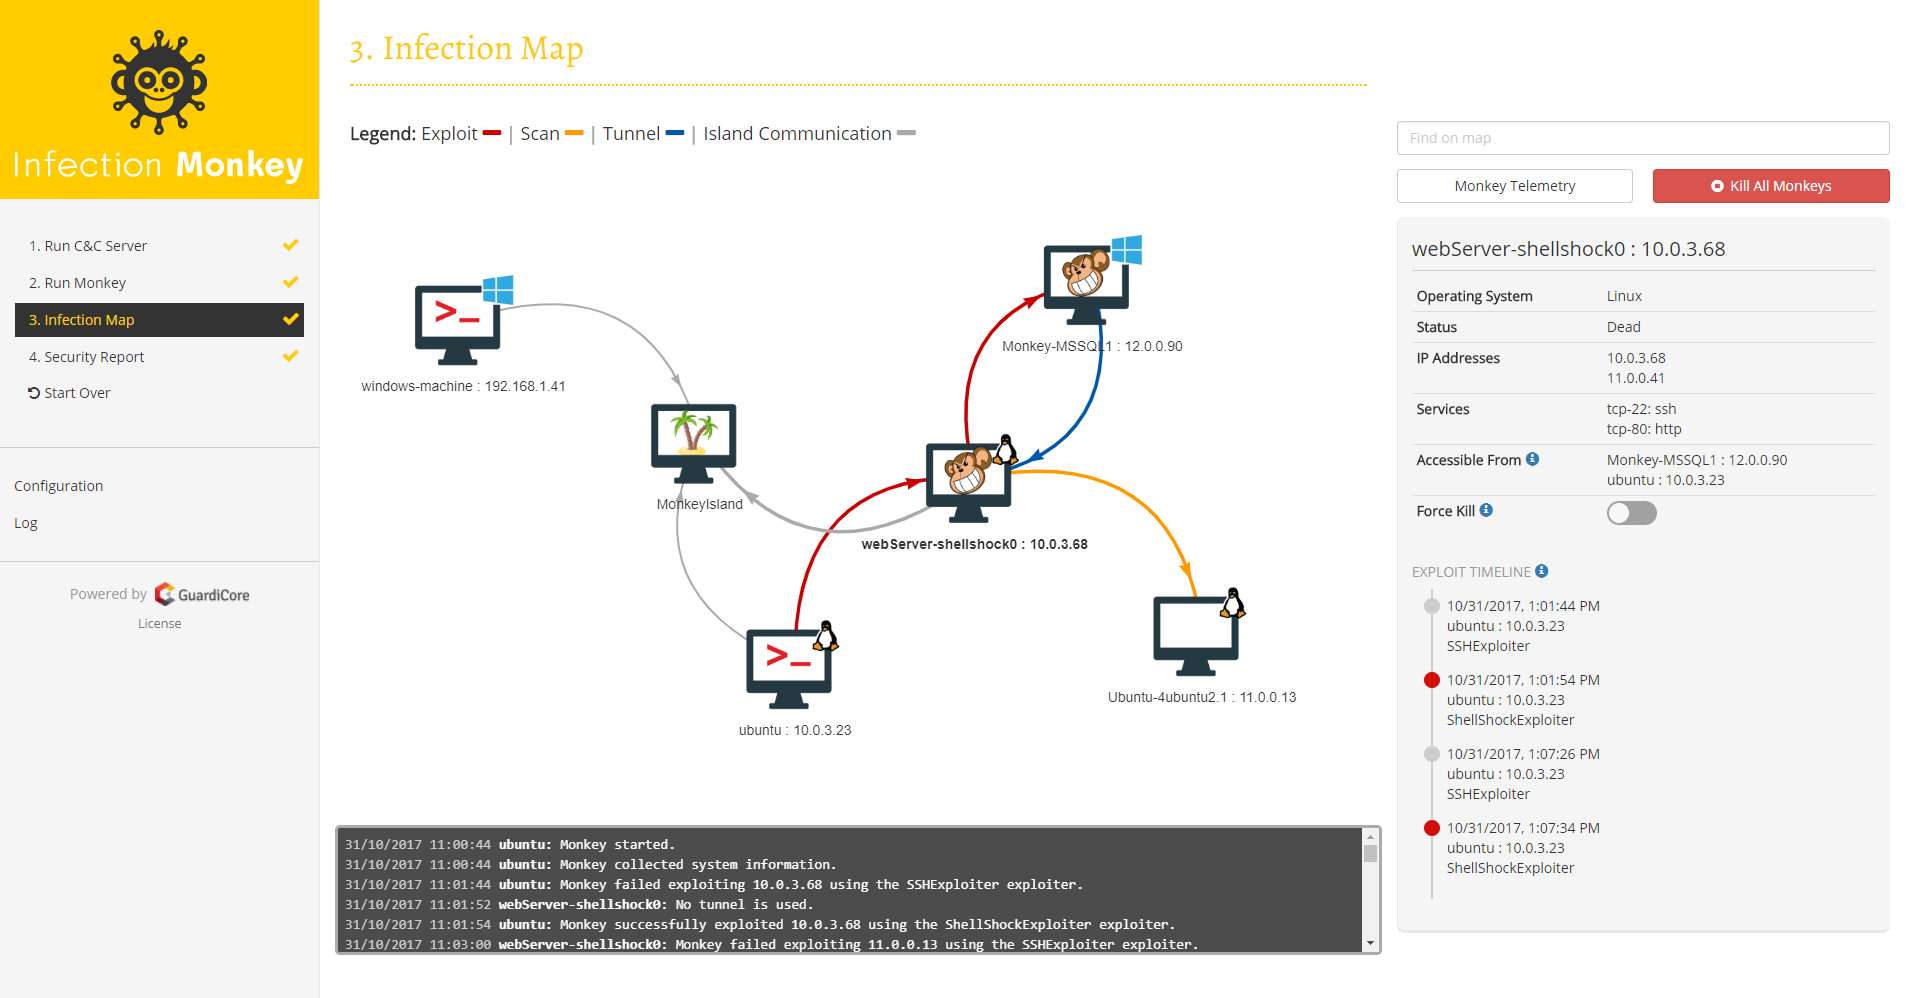 Infection Monkey
1. Run C&C Server
2. Run Monkey
3. Infection Map
4. Security Report
Start Over
Configuration
Log
Powered by GuardiCore
License
3. Infection Map
Legend: Exploit | Scan | Tunnel | Island Communication
windows-machine : 192.168.1.41
MonkeyIsland
Monkey-MSSQL1 : 12.0.0.90
webServer-shellshock0 : 10.0.3.68
Ubuntu-4ubuntu2.1 : 11.0.0.13
ubuntu : 10.0.3.23
31/10/2017 11:00:44 ubuntu: Monkey started.
31/10/2017 11:00:44 ubuntu: Monkey collected system information.
31/10/2017 11:01:44 ubuntu: Monkey failed exploiting 10.0.3.68 using the SSHExploiter exploiter.
31/10/2017 11:01:52 webServer-shellshock0: No tunnel is used.
31/10/2017 11:01:54 ubuntu: Monkey successfully exploited 10.0.3.68 using the ShellShockExploiter exploiter.
31/10/2017 11:03:00 webServer-shellshock0: Monkey failed exploiting 11.0.0.13 using the SSHExploiter exploiter.
Find on map
Monkey Telemetry
Kill All Monkeys
webServer-shellshock0 : 10.0.3.68
Operating System Linux
Status Dead
IP Addresses 10.0.3.68
11.0.0.41
Services tcp-22: ssh
tcp-80: http
Accessible From Monkey-MSSQL1 : 12.0.0.90
ubuntu : 10.0.3.23
Force Kill
EXPLOIT TIMELINE
10/31/2017, 1:01:44 PM
ubuntu : 10.0.3.23
SSHExploiter
10/31/2017, 1:01:54 PM
ubuntu : 10.0.3.23
ShellShockExploiter
10/31/2017, 1:07:26 PM
ubuntu : 10.0.3.23
SSHExploiter
10/31/2017, 1:07:34 PM
ubuntu : 10.0.3.23
ShellShockExploiter